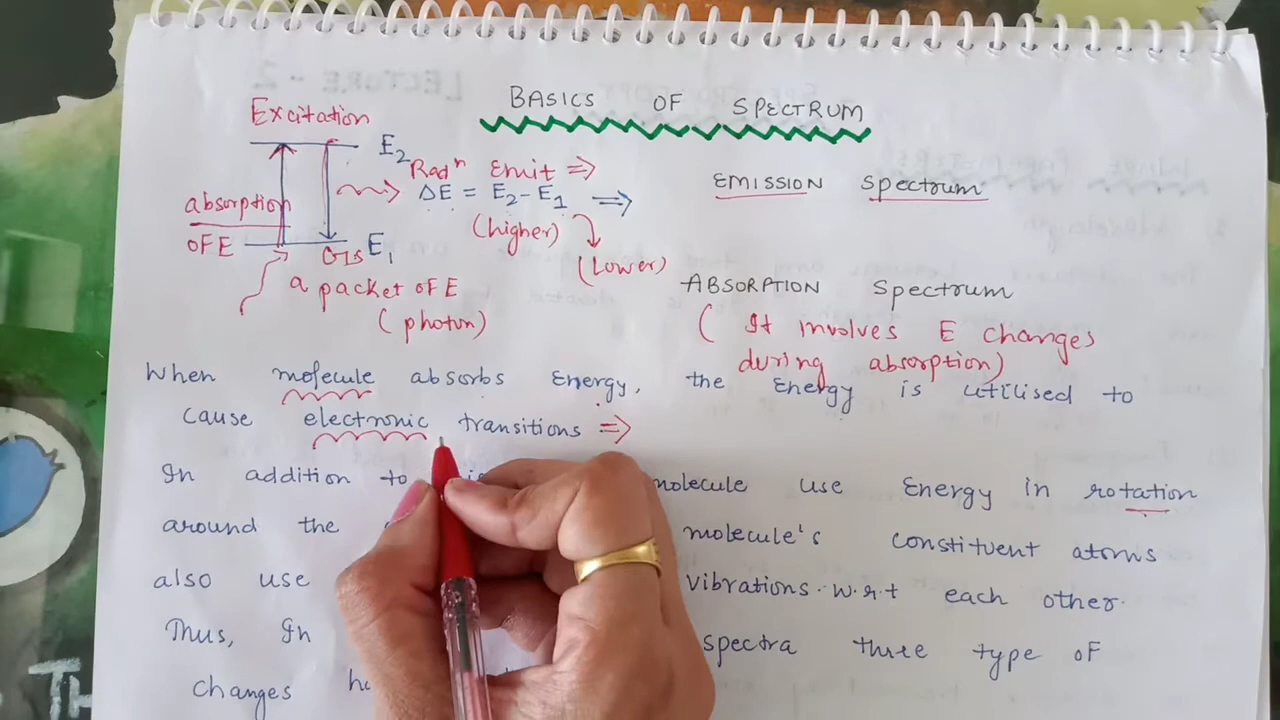 BASICS OF SPECTRUM
Excitation
E2
Radⁿ Emit ⇒
EMISSION Spectrum
absorption
ΔE = E2 - E1 ⇒
OF E
(higher)
(Lower)
G.S E1
a packet OF E
(photon)
ABSORPTION Spectrum
( It involves E changes
during absorption)
When molecule absorbs Energy, the Energy is utilised to
cause electronic transitions ⇒
In addition to molecule use Energy in rotation
around the molecule's constituent atoms
also use vibrations w.r.t each other.
Thus, In spectra three type OF
changes
Th